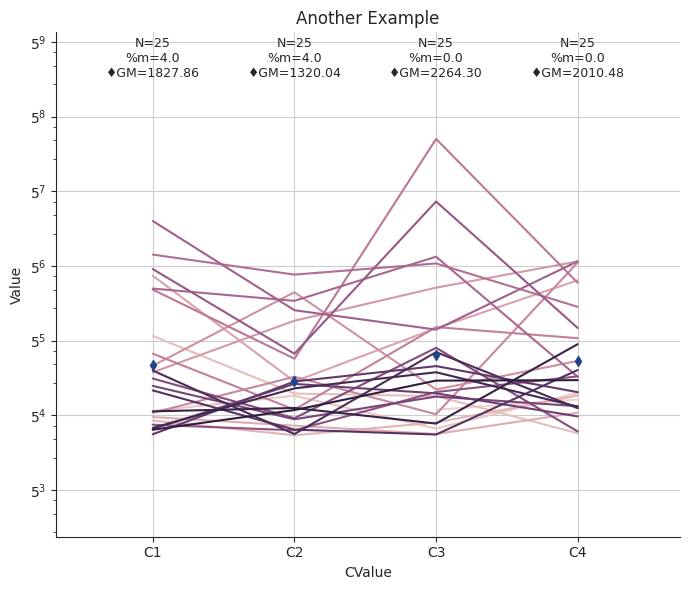 Another Example
N=25 N=25 N=25 N=25
%m=4.0 %m=4.0 %m=0.0 %m=0.0
♦GM=1827.86 ♦GM=1320.04 ♦GM=2264.30 ♦GM=2010.48
5⁹
5⁸
5⁷
5⁶
5⁵
5⁴
5³
Value
C1 C2 C3 C4
CValue